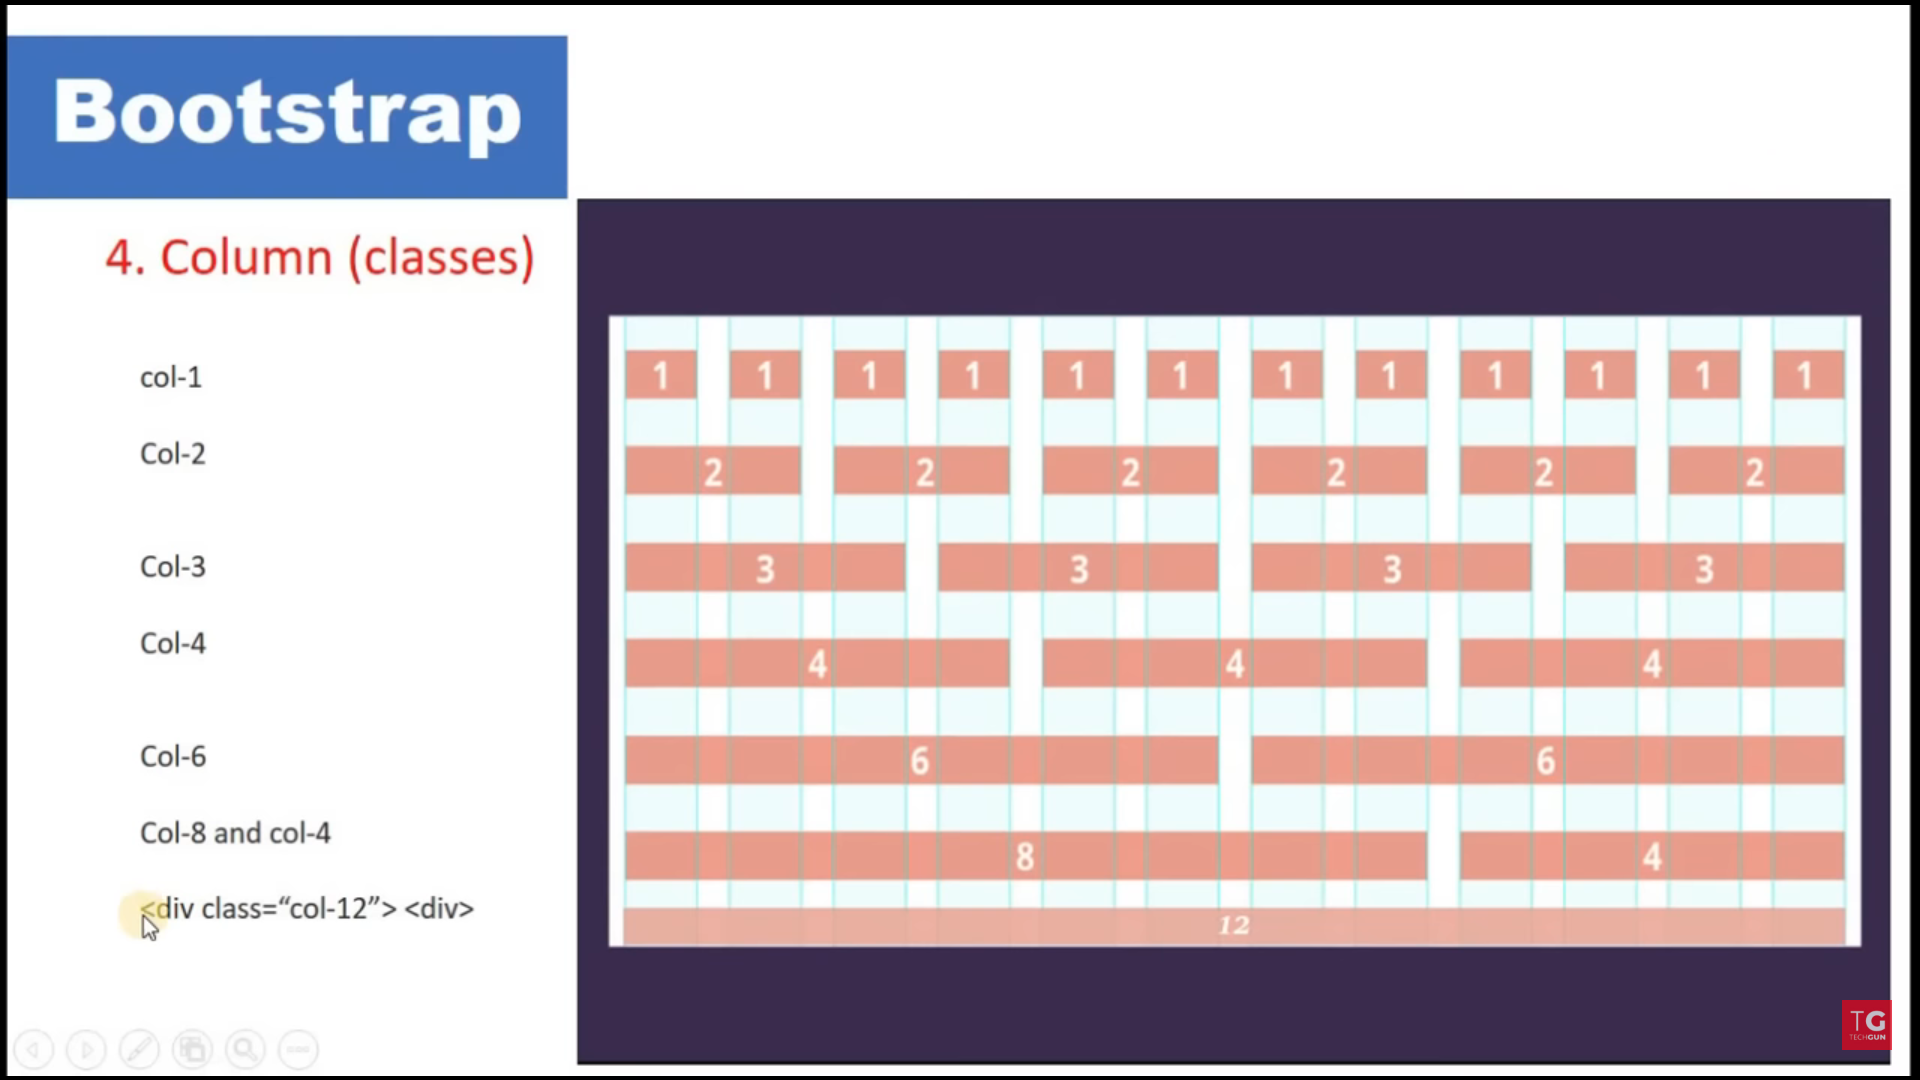 Bootstrap
4. Column (classes)
col-1
Col-2
Col-3
Col-4
Col-6
Col-8 and col-4
<div class=“col-12”> <div>
1 1 1 1 1 1 1 1 1 1 1 1
2 2 2 2 2 2
3 3 3 3
4 4 4
6 6
8 4
12
TG
TECHGUN